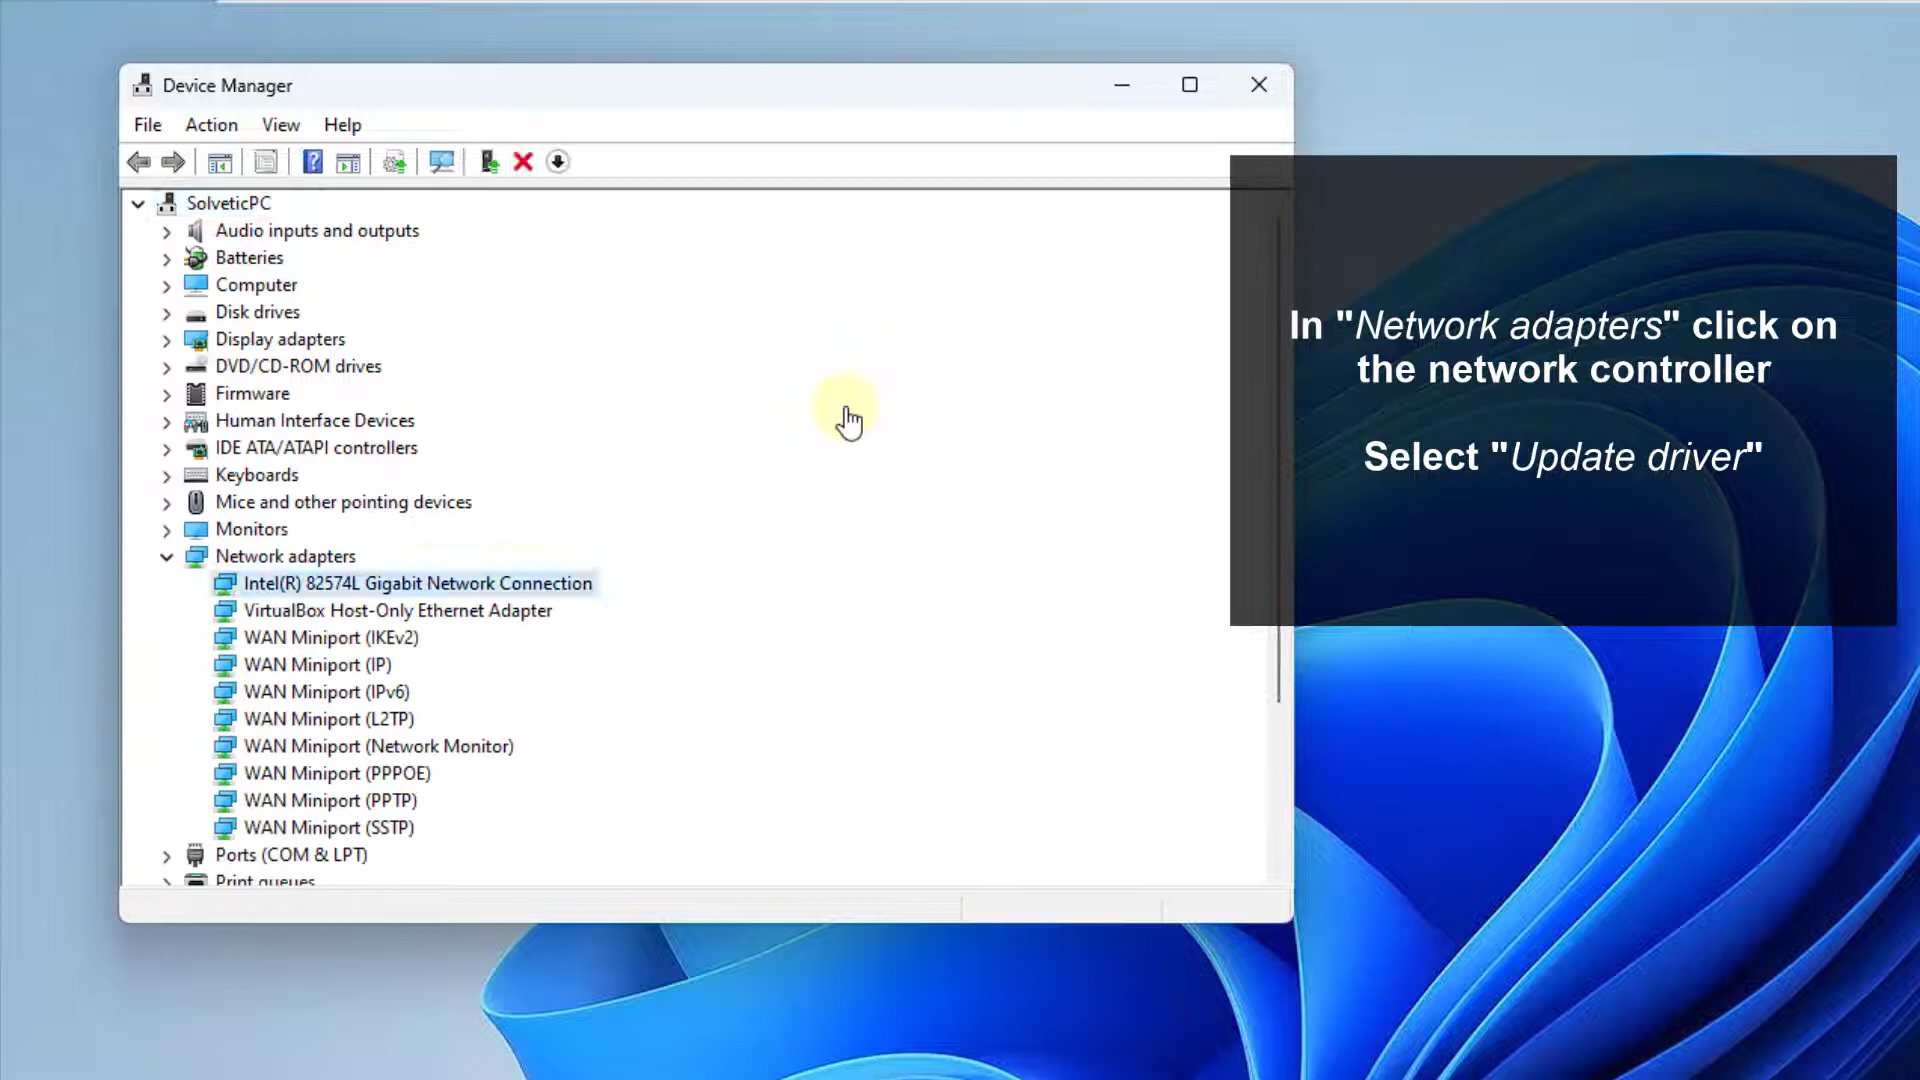 Device Manager
File Action View Help
SolveticPC
Audio inputs and outputs
Batteries
Computer
Disk drives
Display adapters
DVD/CD-ROM drives
Firmware
Human Interface Devices
IDE ATA/ATAPI controllers
Keyboards
Mice and other pointing devices
Monitors
Network adapters
Intel(R) 82574L Gigabit Network Connection
VirtualBox Host-Only Ethernet Adapter
WAN Miniport (IKEv2)
WAN Miniport (IP)
WAN Miniport (IPv6)
WAN Miniport (L2TP)
WAN Miniport (Network Monitor)
WAN Miniport (PPPOE)
WAN Miniport (PPTP)
WAN Miniport (SSTP)
Ports (COM & LPT)
Print queues
In "Network adapters" click on
the network controller
Select "Update driver"